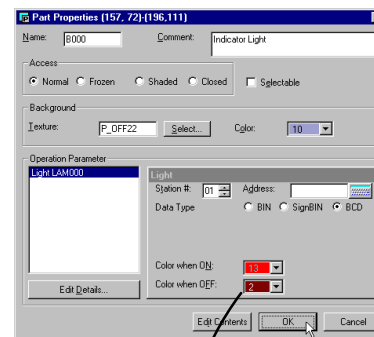 Part Properties (157, 72)-(196,111)
Name: B000 Comment: Indicator Light
Access
Normal Frozen Shaded Closed Selectable
Background
Texture: P_OFF22 Select... Color: 10
Operation Parameter
Light LAM000
Light
Station #: 01 Address:
Data Type BIN SignBIN BCD
Color when ON: 13
Color when OFF: 2
Edit Details...
Edit Contents OK Cancel